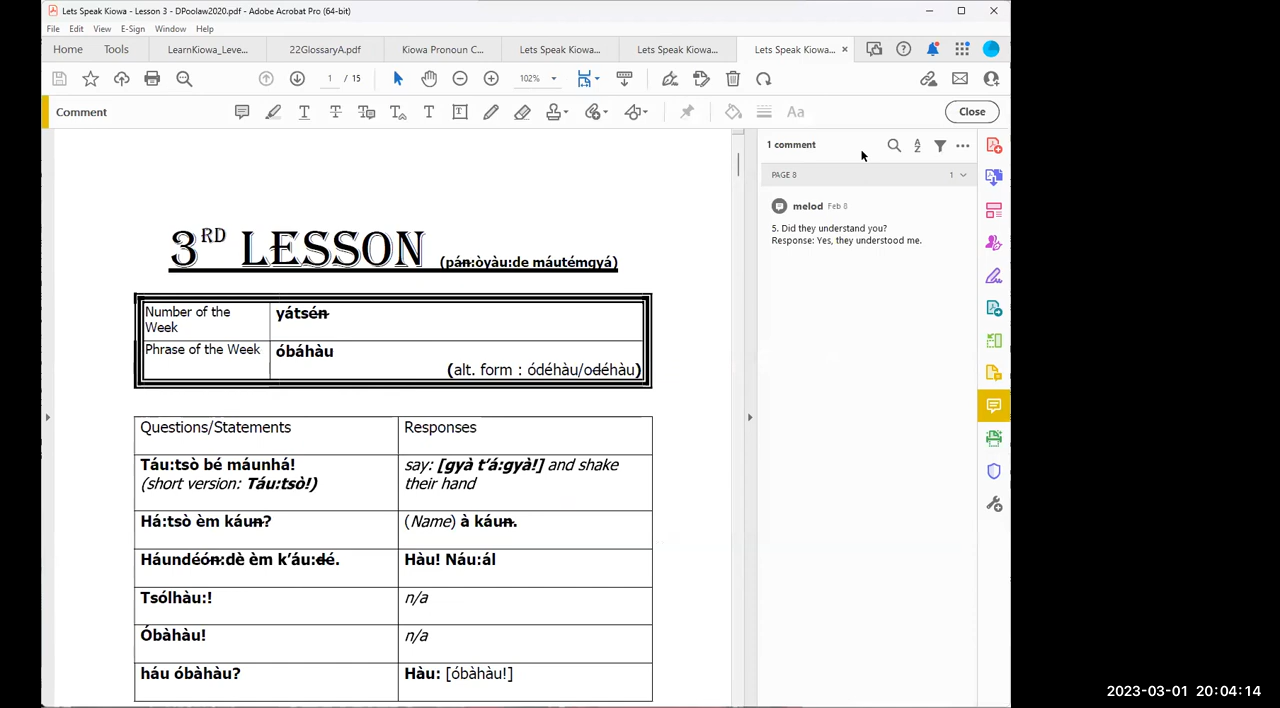 Lets Speak Kiowa - Lesson 3 - DPoolaw2020.pdf - Adobe Acrobat Pro (64-bit)
File Edit View E-Sign Window Help
Home Tools LearnKiowa_Leve... 22GlossaryA.pdf Kiowa Pronoun C... Lets Speak Kiowa... Lets Speak Kiowa... Lets Speak Kiowa... ×
1 / 15 102%
Comment Close
1 comment
PAGE 8 1
melod Feb 8
5. Did they understand you?
Response: Yes, they understood me.
3RD LESSON (pán:òyàu:de máutémgyá)
Number of the Week
yátsén
Phrase of the Week
óbáhàu
(alt. form : ódéhàu/odéhàu)
Questions/Statements Responses
Táu:tsò bé máunhá!
(short version: Táu:tsò!)
say: [gyà t’á:gyà!] and shake
their hand
Há:tsò èm káun? (Name) à káun.
Háundéón:dè èm k’áu:dé. Hàu! Náu:ál
Tsólhàu:! n/a
Óbàhàu! n/a
háu óbàhàu? Hàu: [óbàhàu!]
2023-03-01 20:04:14